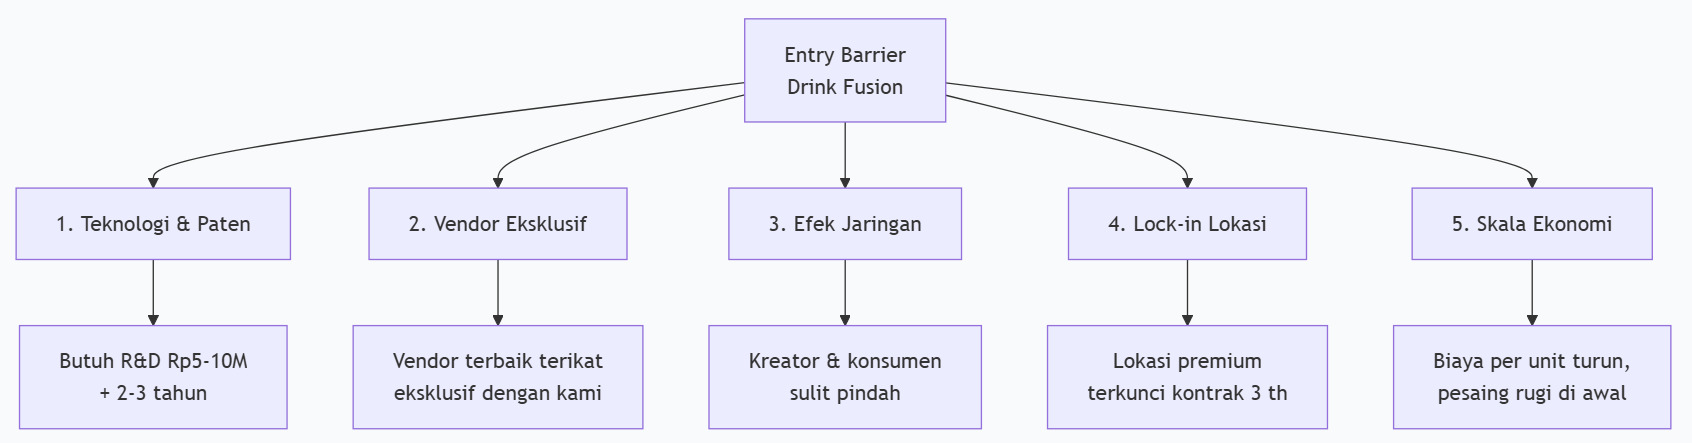 Entry Barrier
Drink Fusion
1. Teknologi & Paten
2. Vendor Eksklusif
3. Efek Jaringan
4. Lock-in Lokasi
5. Skala Ekonomi
Butuh R&D Rp5-10M
+ 2-3 tahun
Vendor terbaik terikat
eksklusif dengan kami
Kreator & konsumen
sulit pindah
Lokasi premium
terkunci kontrak 3 th
Biaya per unit turun,
pesaing rugi di awal